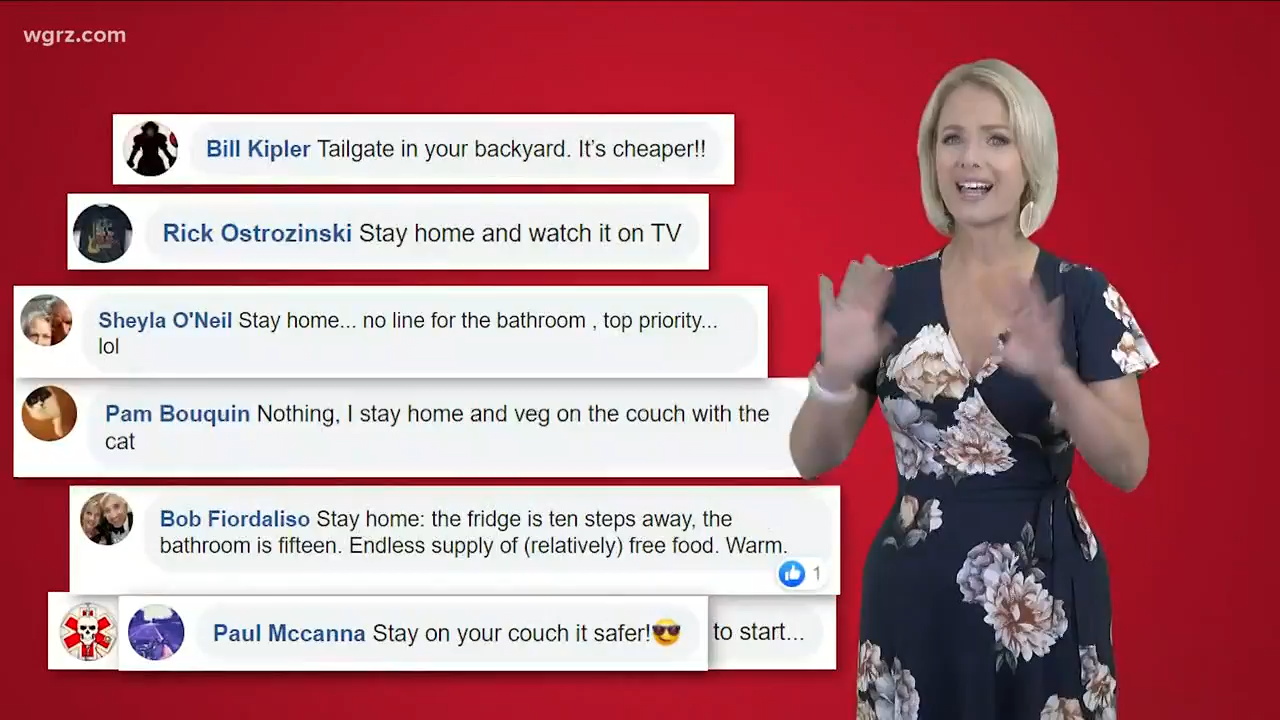 wgrz.com
Bill Kipler Tailgate in your backyard. It's cheaper!!
Rick Ostrozinski Stay home and watch it on TV
Sheyla O'Neil Stay home... no line for the bathroom , top priority...
lol
Pam Bouquin Nothing, I stay home and veg on the couch with the
cat
Bob Fiordaliso Stay home: the fridge is ten steps away, the
bathroom is fifteen. Endless supply of (relatively) free food. Warm.
1
Paul Mccanna Stay on your couch it safer!😎 to start...